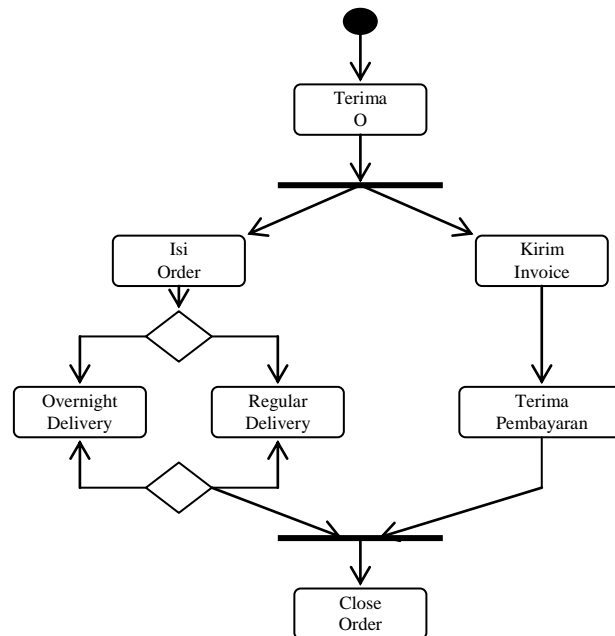 Terima
O
Isi
Order
Kirim
Invoice
Overnight
Delivery
Regular
Delivery
Terima
Pembayaran
Close
Order